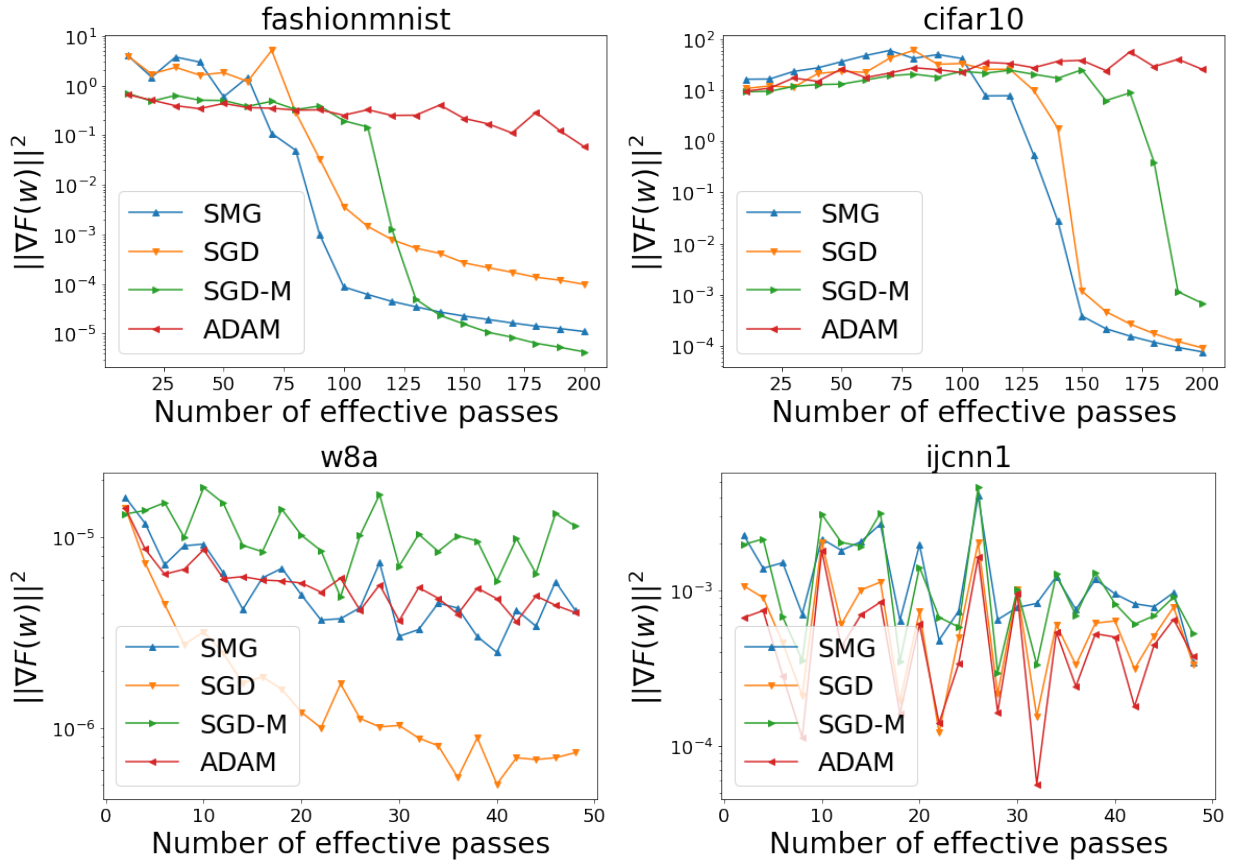 fashionmnist
10^1
10^0
10^-1
10^-2
10^-3
10^-4
10^-5
||∇F(w)||^2
SMG
SGD
SGD-M
ADAM
25 50 75 100 125 150 175 200
Number of effective passes
cifar10
10^2
10^1
10^0
10^-1
10^-2
10^-3
10^-4
||∇F(w)||^2
SMG
SGD
SGD-M
ADAM
25 50 75 100 125 150 175 200
Number of effective passes
w8a
10^-5
10^-6
||∇F(w)||^2
SMG
SGD
SGD-M
ADAM
0 10 20 30 40 50
Number of effective passes
ijcnn1
10^-3
10^-4
||∇F(w)||^2
SMG
SGD
SGD-M
ADAM
0 10 20 30 40 50
Number of effective passes